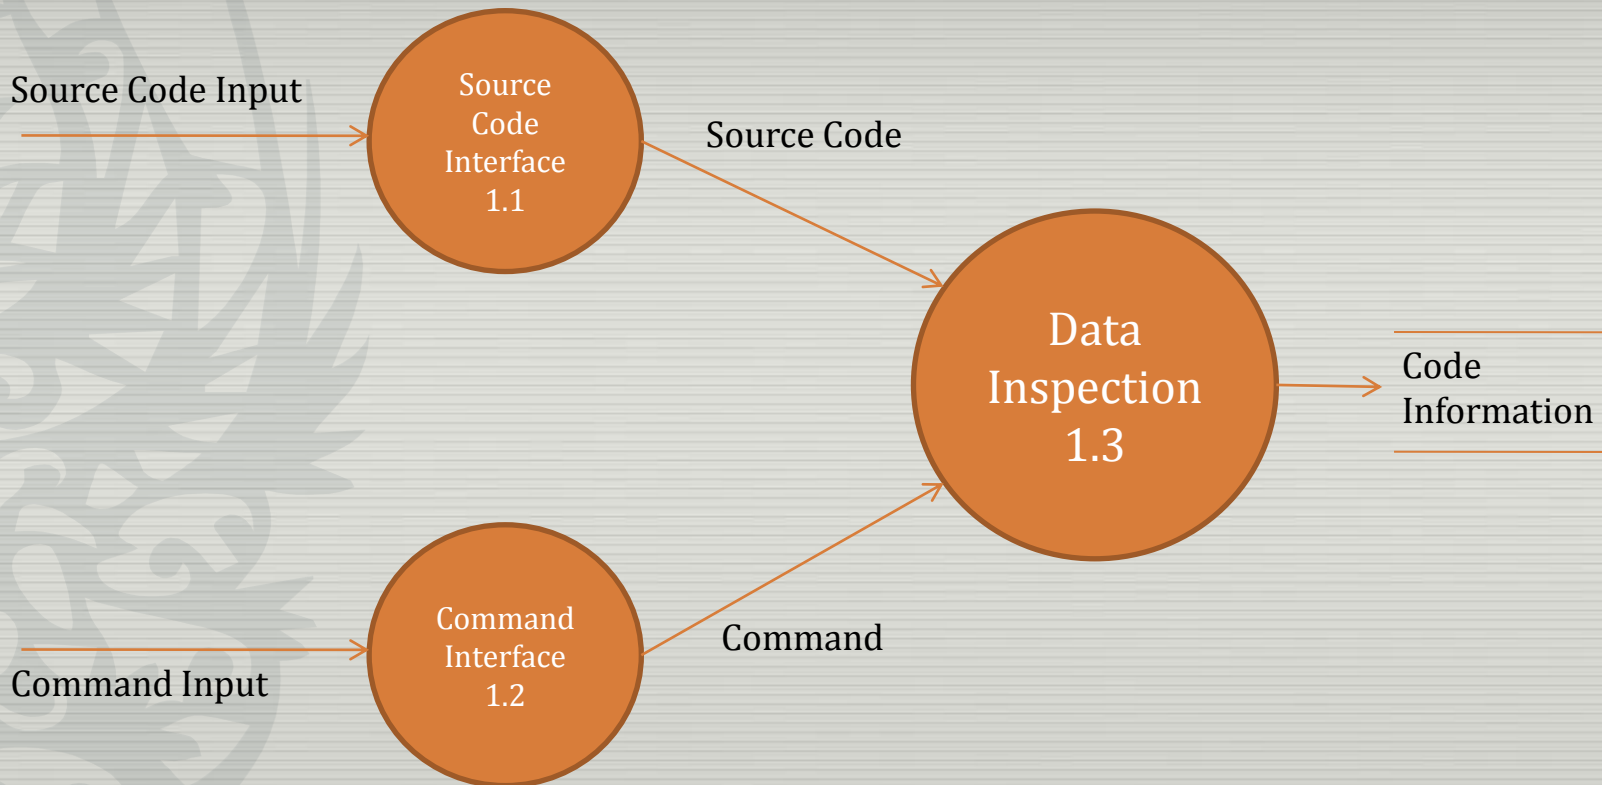 Source Code Input
Source
Code
Interface
1.1
Source Code
Data
Inspection
1.3
Code
Information
Command
Interface
1.2
Command
Command Input